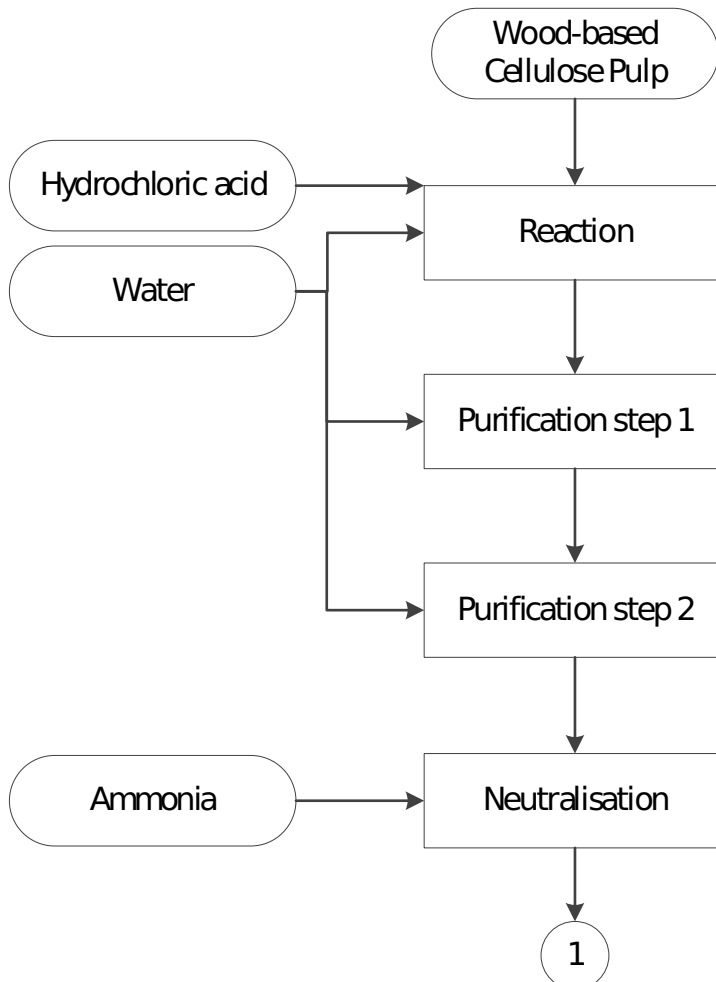 Wood-based
Cellulose Pulp
Hydrochloric acid
Reaction
Water
Purification step 1
Purification step 2
Ammonia
Neutralisation
1